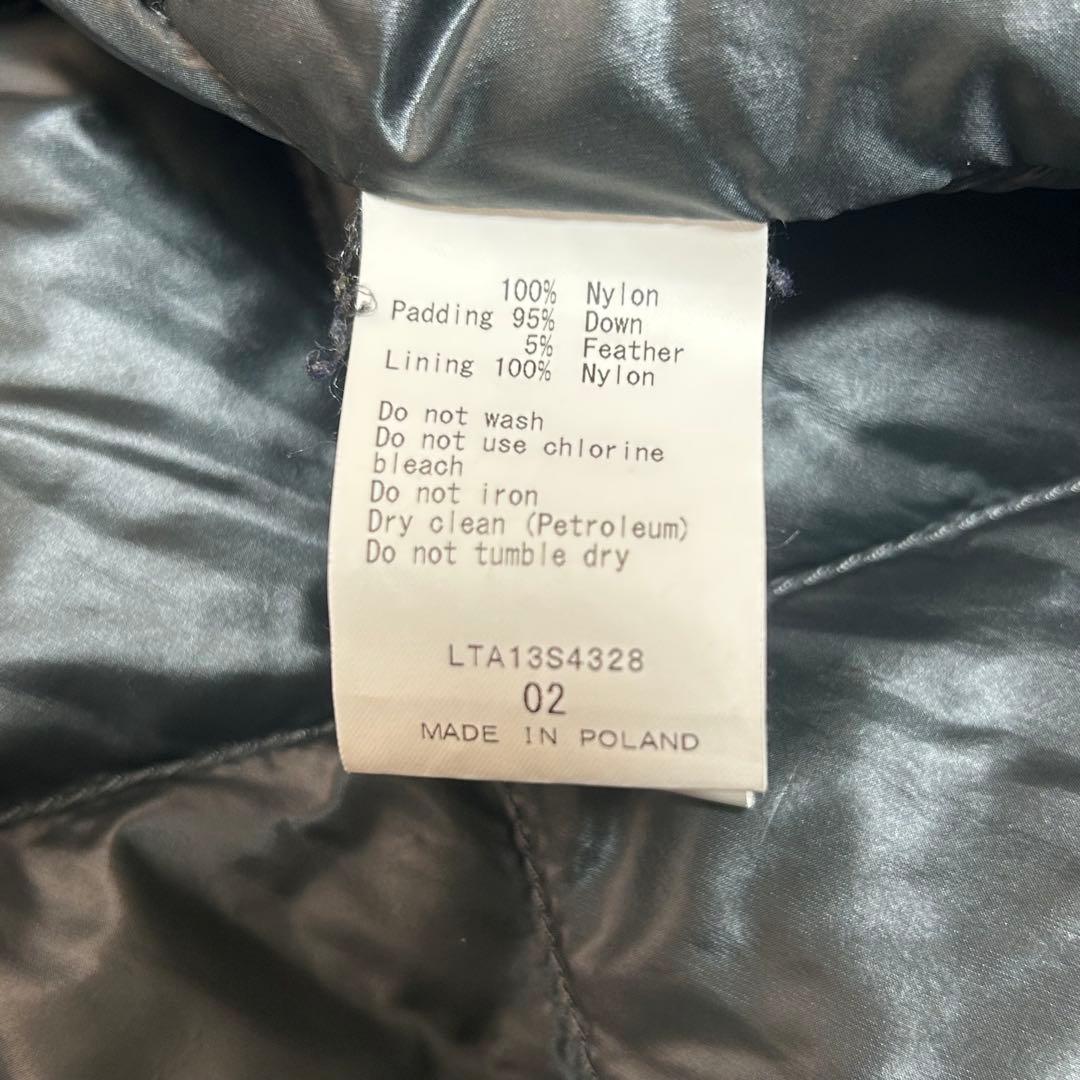 100% Nylon
Padding 95% Down
5% Feather
Lining 100% Nylon
Do not wash
Do not use chlorine
bleach
Do not iron
Dry clean (Petroleum)
Do not tumble dry
LTA13S4328
02
MADE IN POLAND